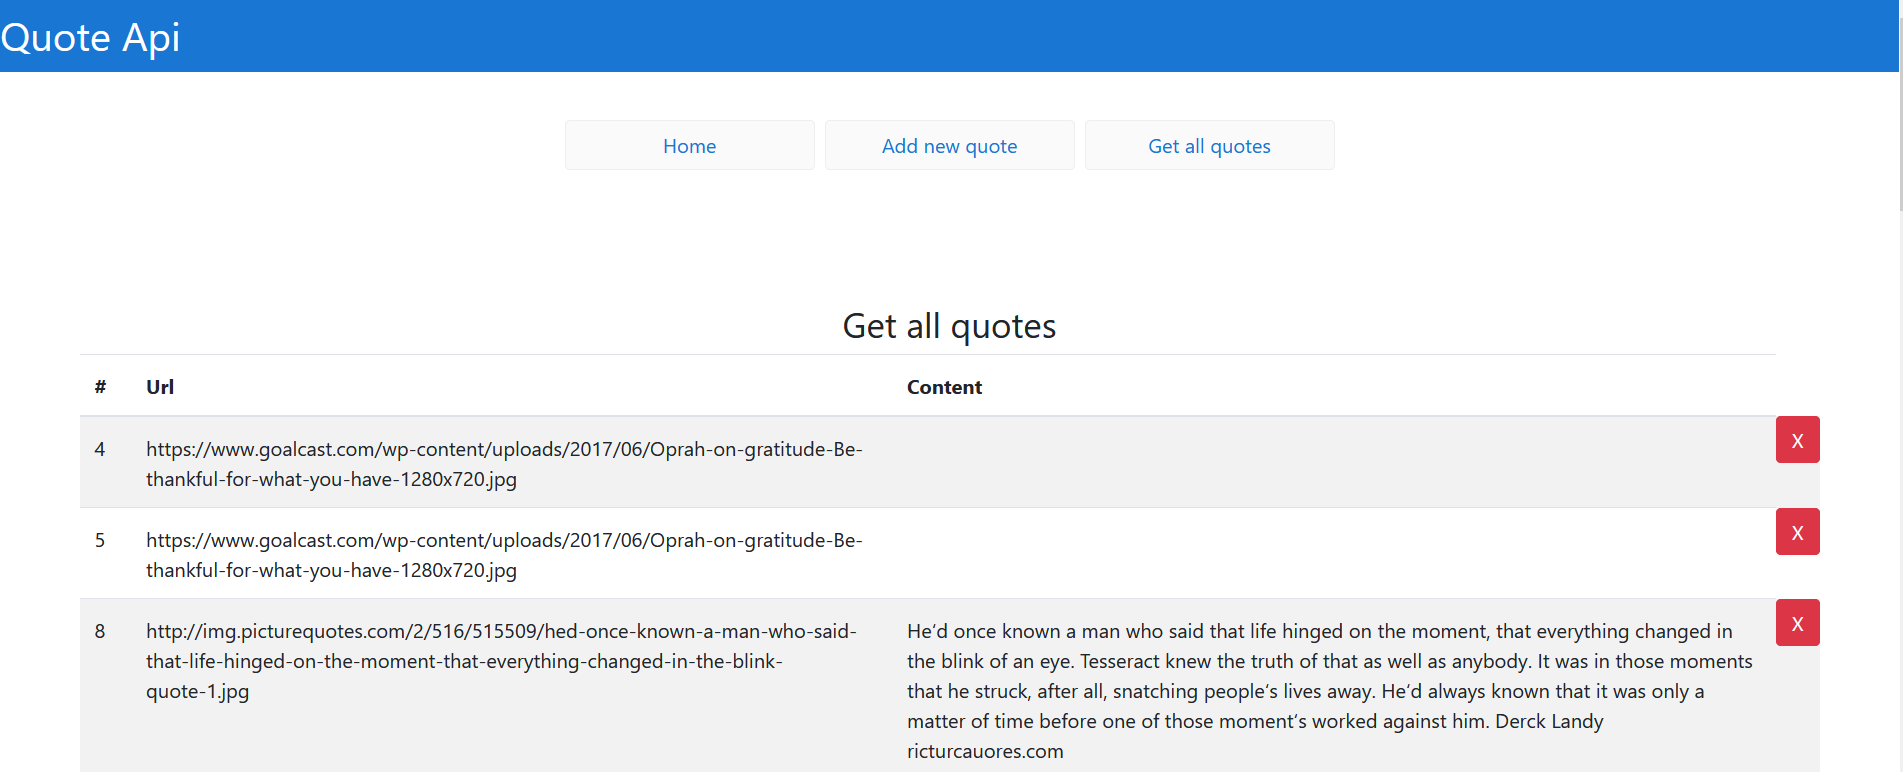 Quote Api
Home Add new quote Get all quotes
Get all quotes
# Url Content
4 https://www.goalcast.com/wp-content/uploads/2017/06/Oprah-on-gratitude-Be-
thankful-for-what-you-have-1280x720.jpg
X
5 https://www.goalcast.com/wp-content/uploads/2017/06/Oprah-on-gratitude-Be-
thankful-for-what-you-have-1280x720.jpg
X
8 http://img.picturequotes.com/2/516/515509/hed-once-known-a-man-who-said-
that-life-hinged-on-the-moment-that-everything-changed-in-the-blink-
quote-1.jpg
He‘d once known a man who said that life hinged on the moment, that everything changed in
the blink of an eye. Tesseract knew the truth of that as well as anybody. It was in those moments
that he struck, after all, snatching people‘s lives away. He‘d always known that it was only a
matter of time before one of those moment‘s worked against him. Derck Landy
ricturcauores.com
X